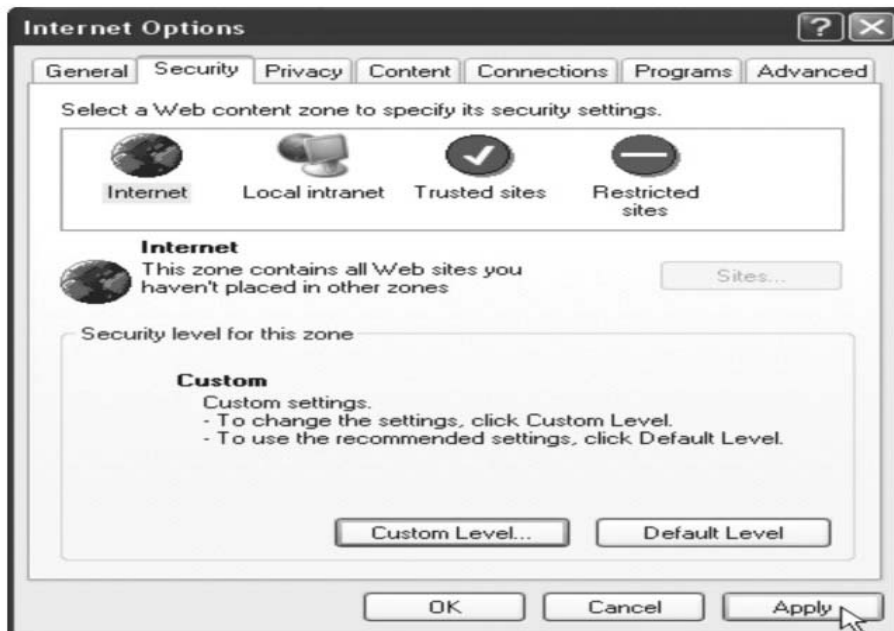 Internet Options
General Security Privacy Content Connections Programs Advanced
Select a Web content zone to specify its security settings.
Internet Local intranet Trusted sites Restricted
sites
Internet
This zone contains all Web sites you
haven't placed in other zones
Sites...
Security level for this zone
Custom
Custom settings.
- To change the settings, click Custom Level.
- To use the recommended settings, click Default Level.
Custom Level... Default Level
OK Cancel Apply